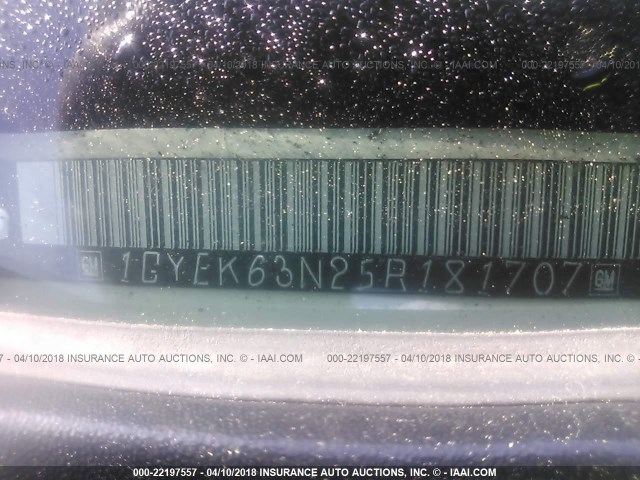 000-22197557 - 04/10/2018 INSURANCE AUTO AUCTIONS, INC. © - IAAI.COM
GM 1GYEK63N25R181707 GM
000-22197557 - 04/10/2018 INSURANCE AUTO AUCTIONS, INC. © - IAAI.COM
000-22197557 - 04/10/2018 INSURANCE AUTO AUCTIONS, INC. © - IAAI.COM